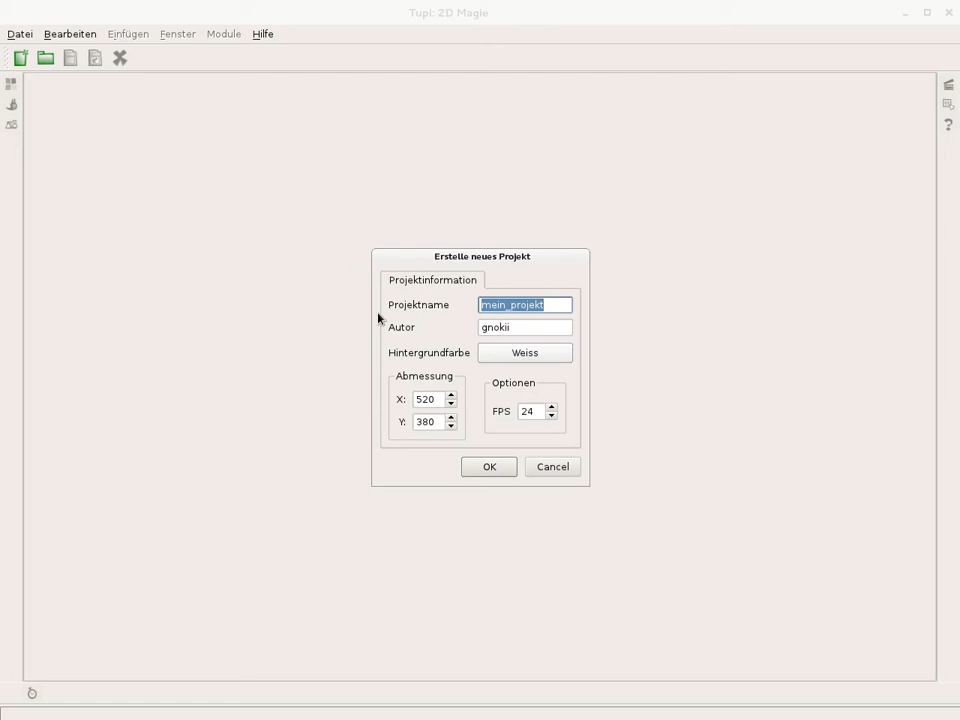 Tupi: 2D Magie
Datei Bearbeiten Einfügen Fenster Module Hilfe
Erstelle neues Projekt
Projektinformation
Projektname mein_projekt
Autor gnokii
Hintergrundfarbe Weiss
Abmessung
Optionen
X: 520
FPS 24
Y: 380
OK Cancel